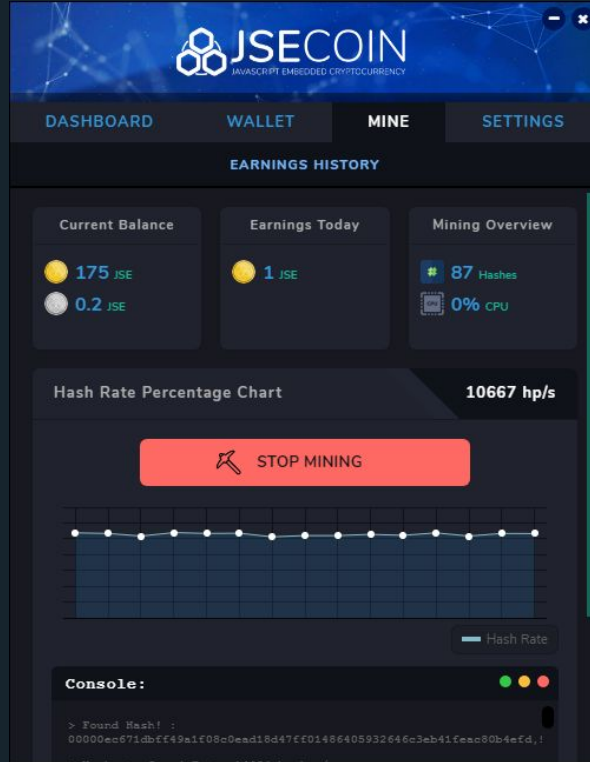 JSECOIN
JAVASCRIPT EMBEDDED CRYPTOCURRENCY
DASHBOARD WALLET MINE SETTINGS
EARNINGS HISTORY
Current Balance Earnings Today Mining Overview
175 JSE 1 JSE # 87 Hashes
0.2 JSE CPU 0% CPU
Hash Rate Percentage Chart 10667 hp/s
STOP MINING
Hash Rate
Console:
> Found Hash! :